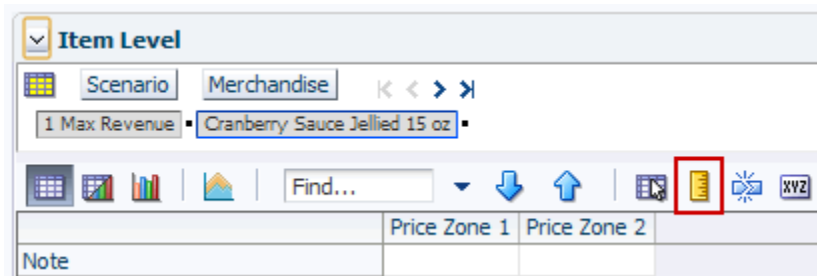 Item Level
Scenario Merchandise
1 Max Revenue Cranberry Sauce Jellied 15 oz
Find... XYZ
Price Zone 1 Price Zone 2
Note